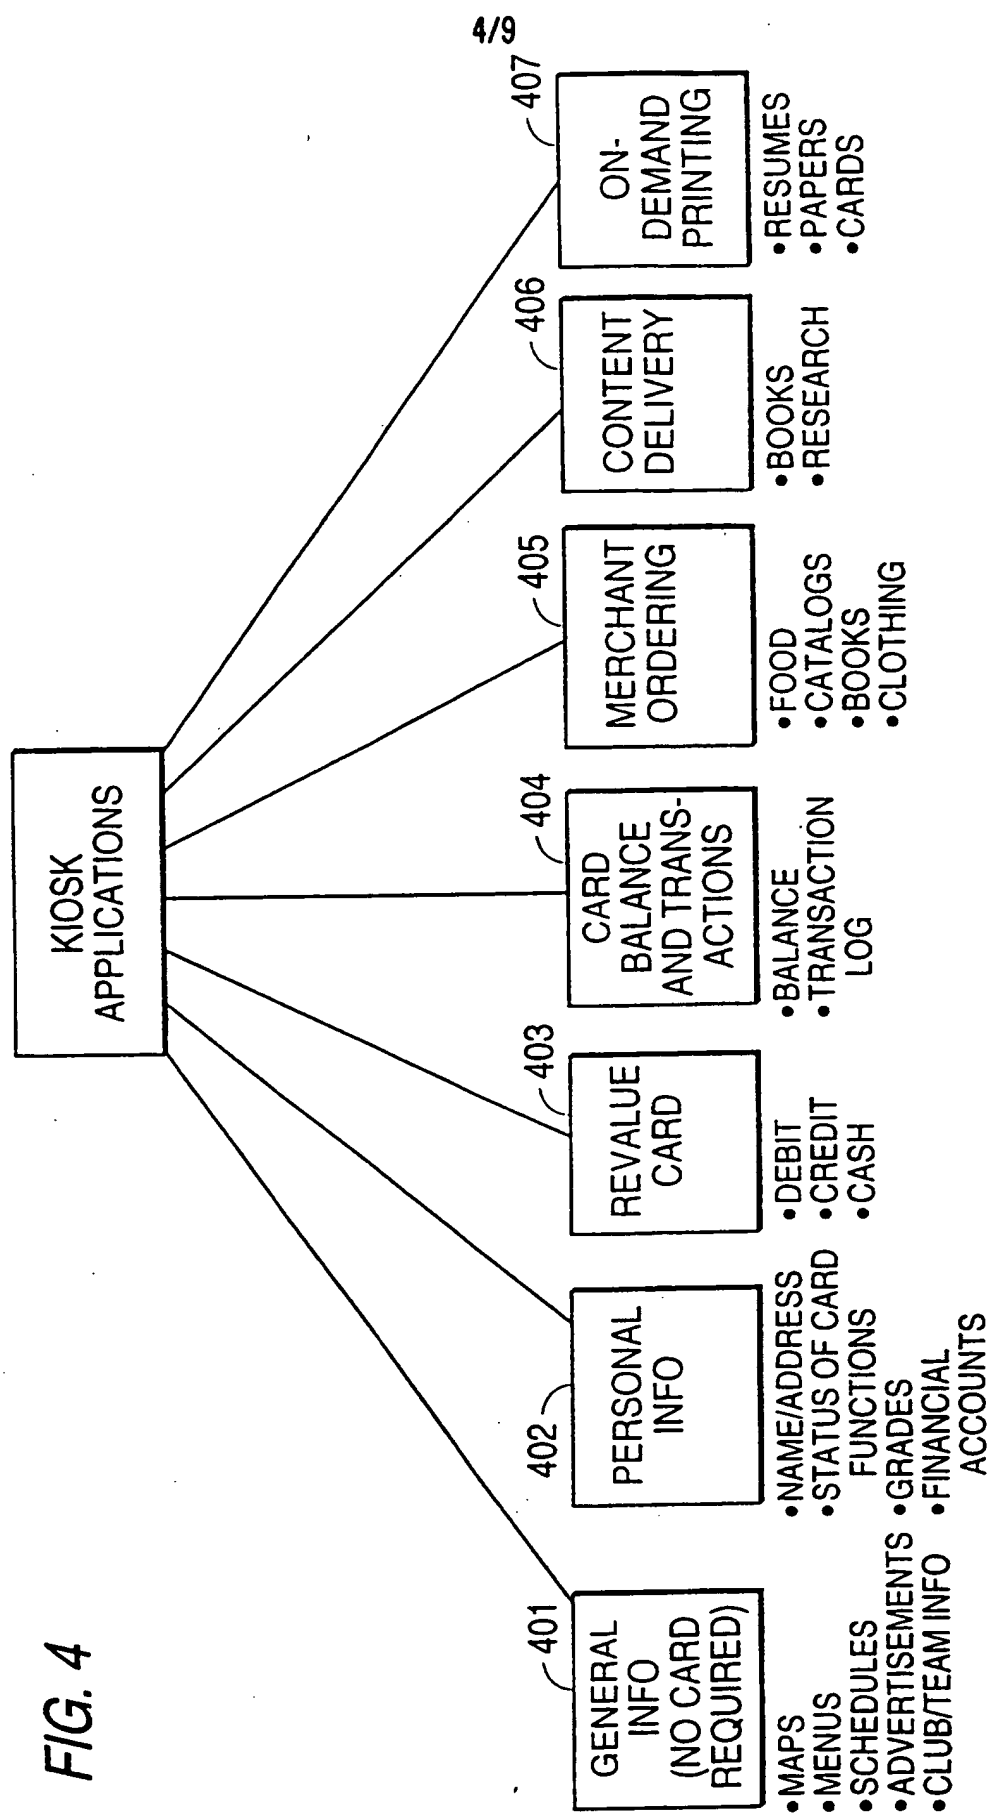 4/9
FIG. 4
KIOSK
APPLICATIONS
401
GENERAL
INFO
(NO CARD
REQUIRED)
•MAPS
•MENUS
•SCHEDULES
•ADVERTISEMENTS
•CLUB/TEAM INFO
402
PERSONAL
INFO
•NAME/ADDRESS
•STATUS OF CARD
FUNCTIONS
•GRADES
•FINANCIAL
ACCOUNTS
403
REVALUE
CARD
•DEBIT
•CREDIT
•CASH
404
CARD
BALANCE
AND TRANS-
ACTIONS
•BALANCE
•TRANSACTION
LOG
405
MERCHANT
ORDERING
•FOOD
•CATALOGS
•BOOKS
•CLOTHING
406
CONTENT
DELIVERY
•BOOKS
•RESEARCH
407
ON-
DEMAND
PRINTING
•RESUMES
•PAPERS
•CARDS